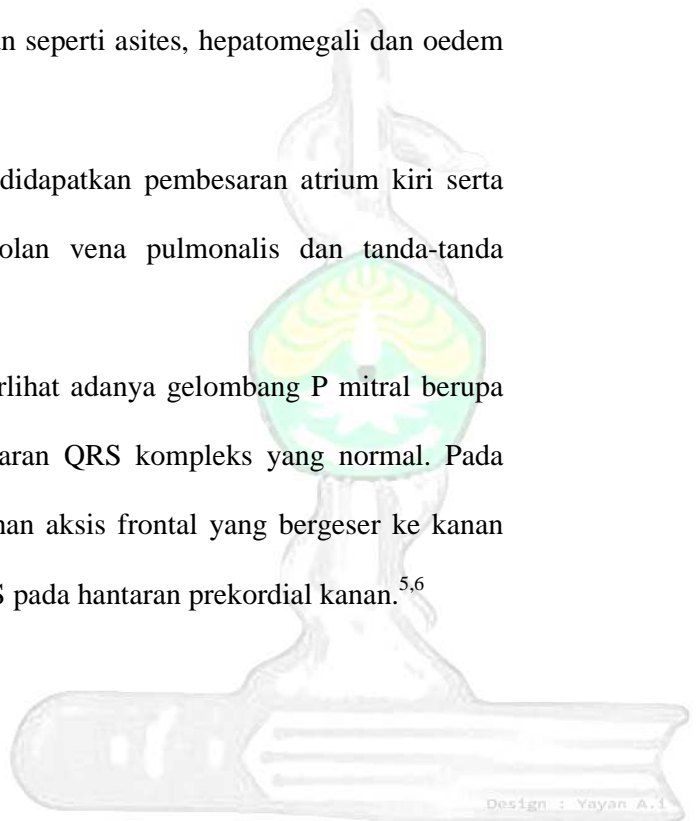 n seperti asites, hepatomegali dan oedem
didapatkan pembesaran atrium kiri serta
olan vena pulmonalis dan tanda-tanda
rlihat adanya gelombang P mitral berupa
aran QRS kompleks yang normal. Pada
nan aksis frontal yang bergeser ke kanan
S pada hantaran prekordial kanan.5,6
Design : Yayan A.i